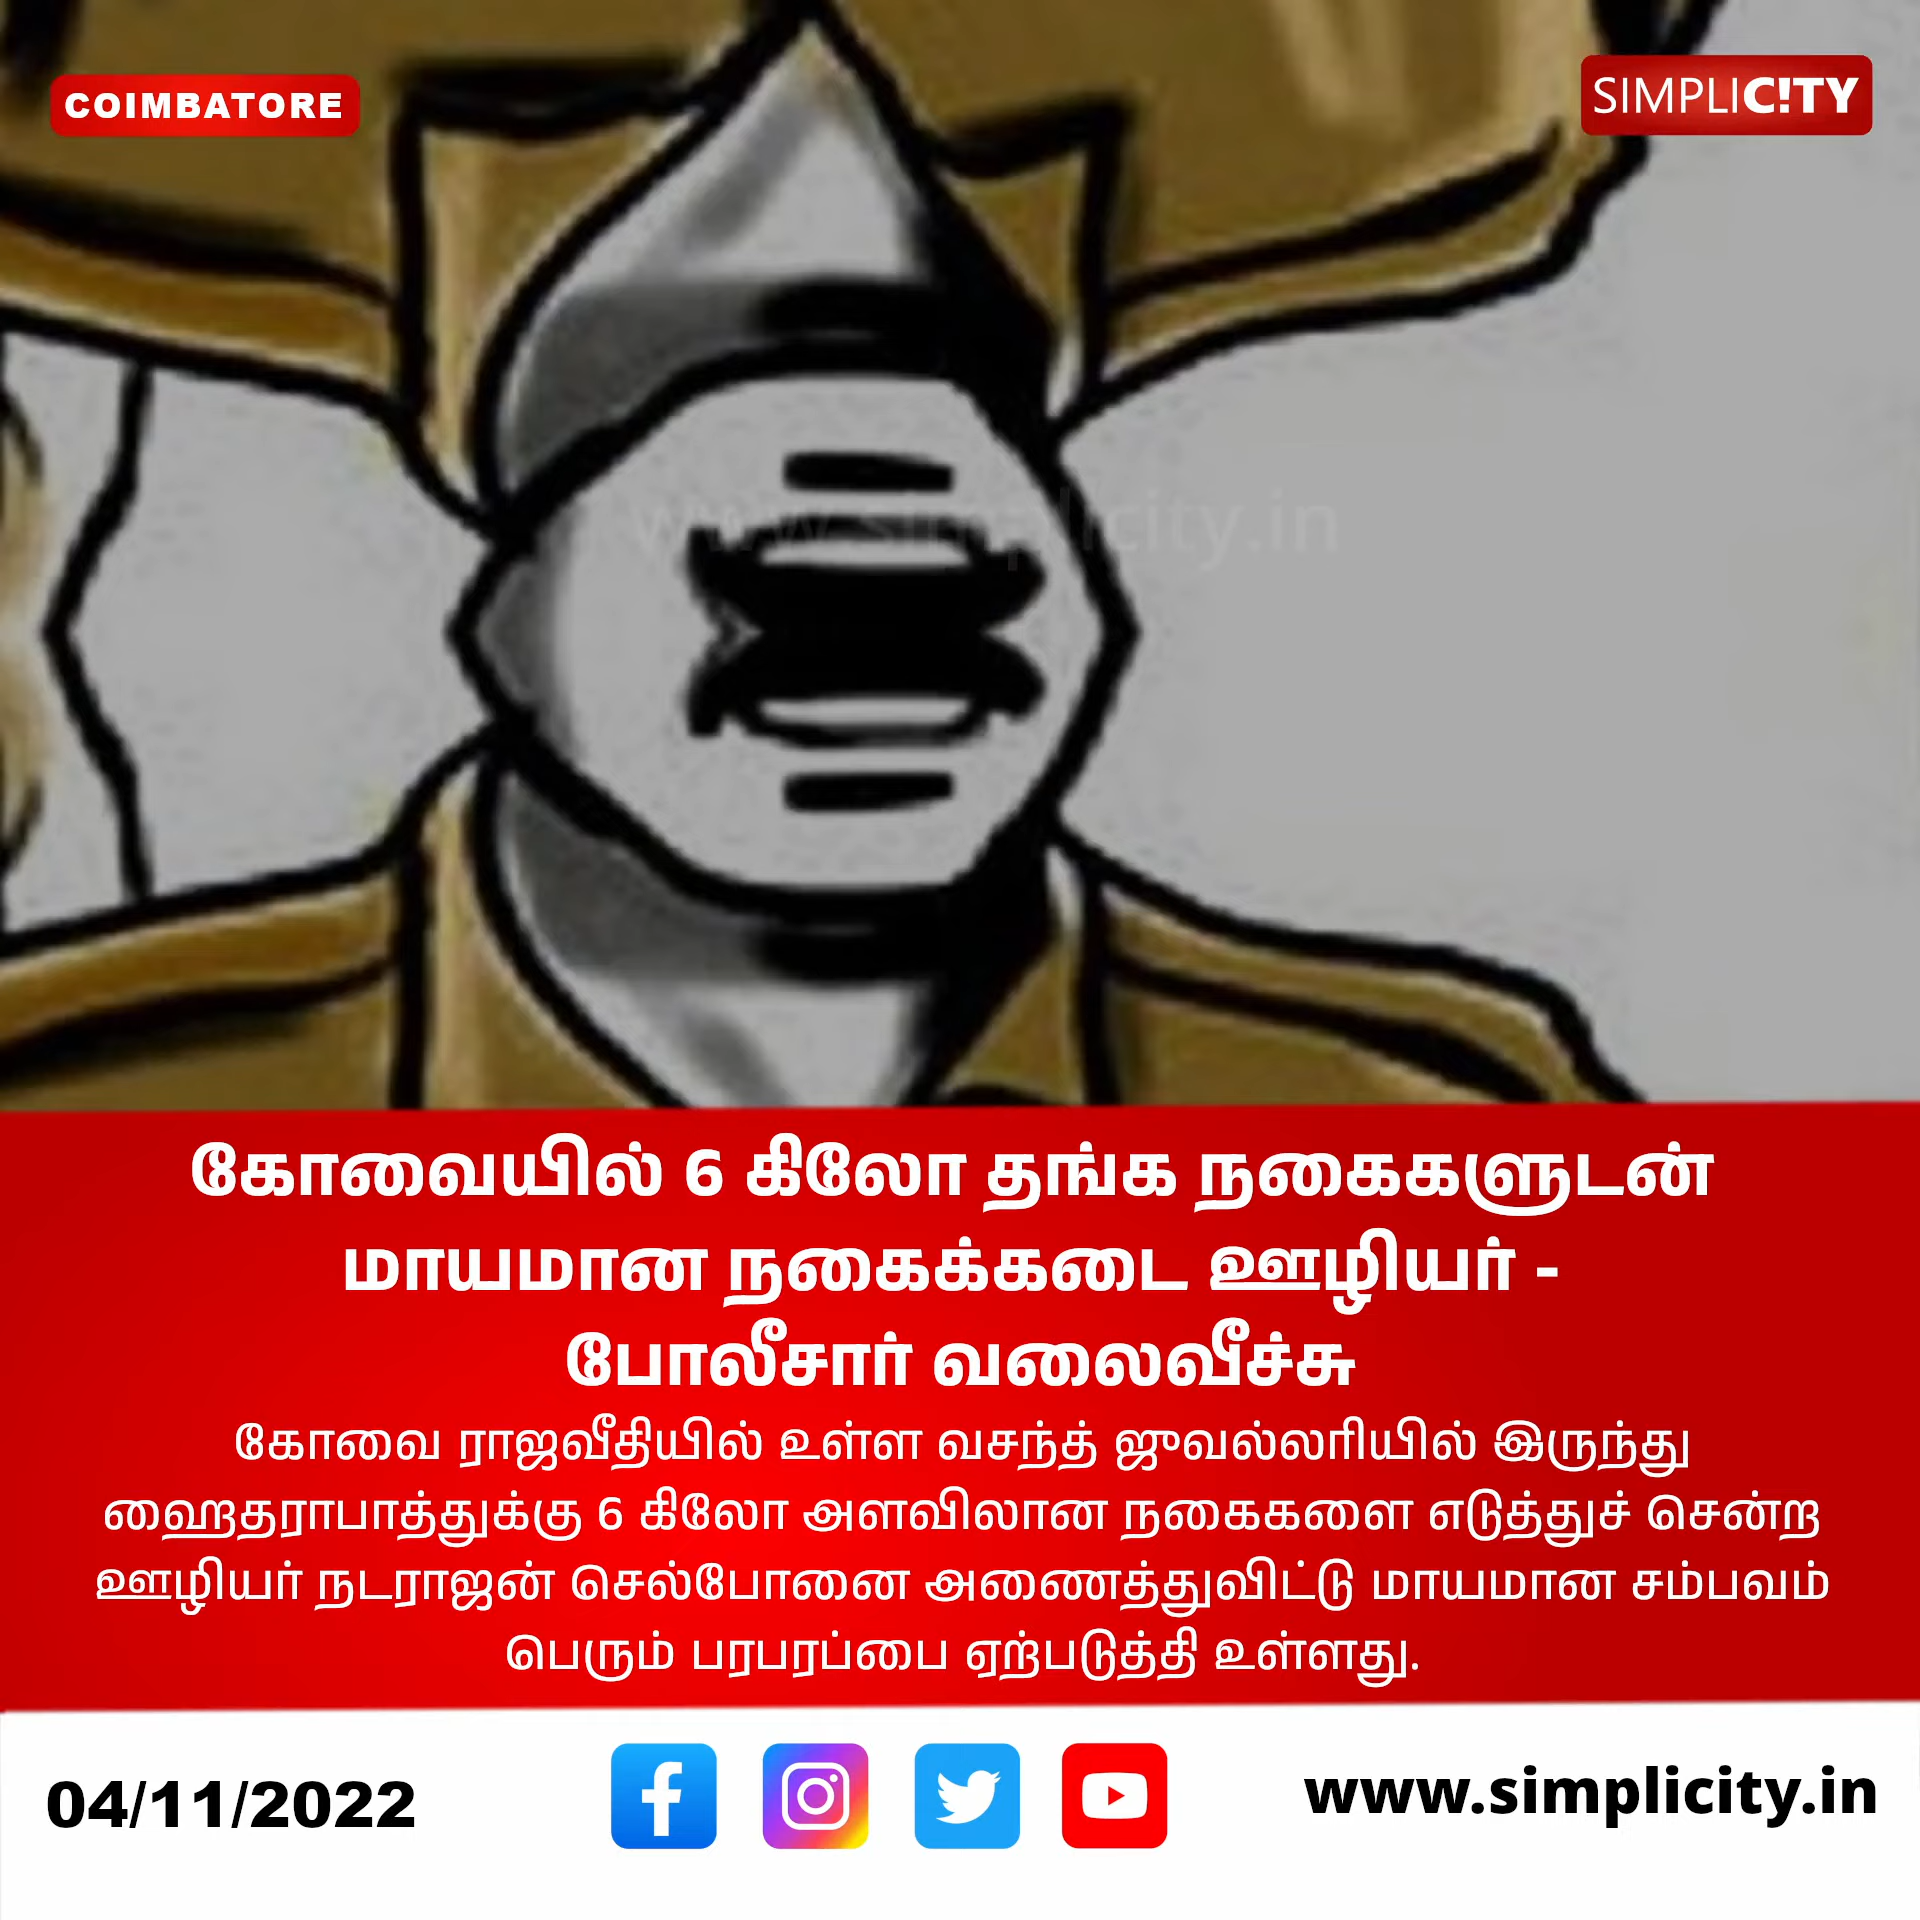 COIMBATORE
SIMPLIC!TY
www.simplicity.in
கோவையில் 6 கிலோ தங்க நகைகளுடன்
மாயமான நகைக்கடை ஊழியர் -
போலீசார் வலைவீச்சு
கோவை ராஜவீதியில் உள்ள வசந்த் ஜுவல்லரியில் இருந்து
ஹைதராபாத்துக்கு 6 கிலோ அளவிலான நகைகளை எடுத்துச் சென்ற
ஊழியர் நடராஜன் செல்போனை அணைத்துவிட்டு மாயமான சம்பவம்
பெரும் பரபரப்பை ஏற்படுத்தி உள்ளது.
04/11/2022
www.simplicity.in